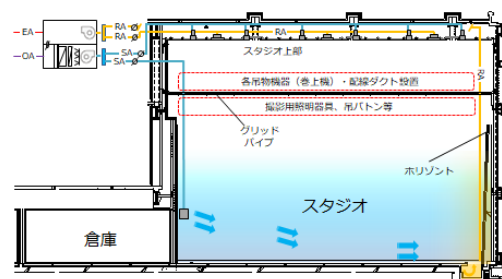 EA
OA
RA
RA
SA
SA
RA
RA
スタジオ上部
各吊物機器（巻上機）・配線ダクト設置
撮影用照明器具、吊バトン等
グリッド
パイプ
ホリゾント
スタジオ
倉庫